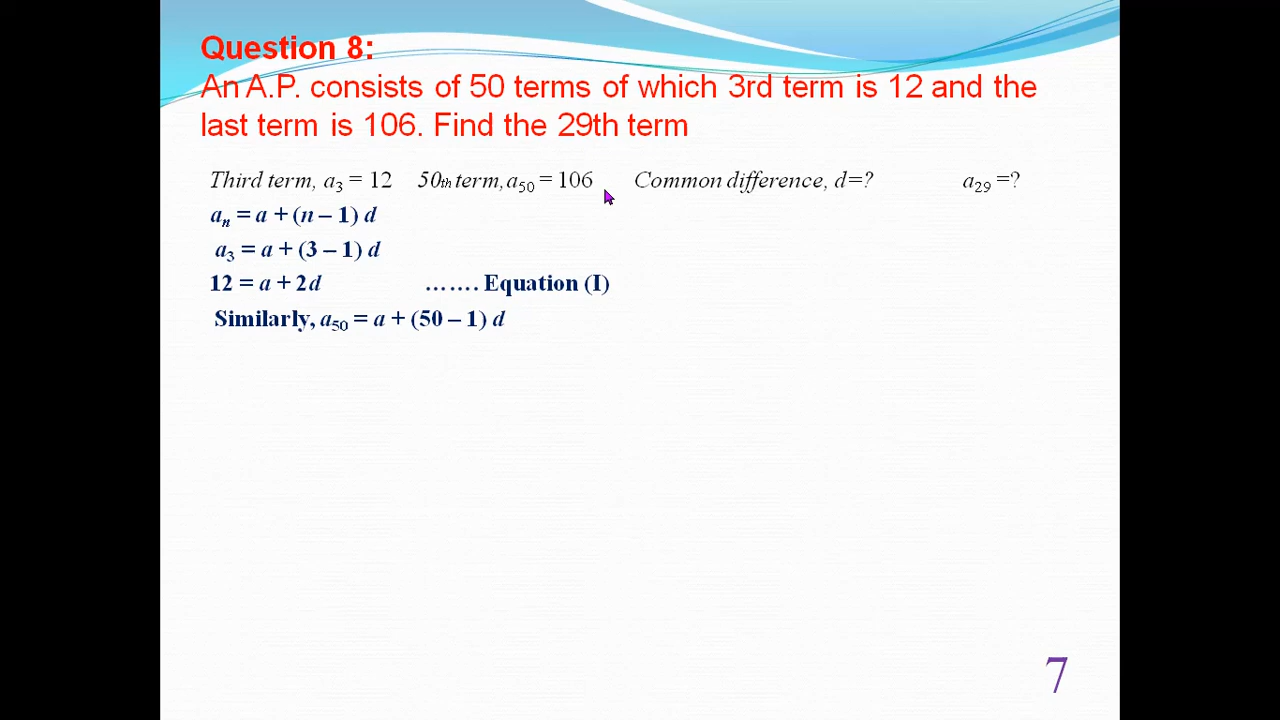 Question 8:
An A.P. consists of 50 terms of which 3rd term is 12 and the
last term is 106. Find the 29th term
Third term, a₃ = 12 50th term, a₅₀ = 106 Common difference, d=? a₂₉ =?
aₙ = a + (n – 1) d
a₃ = a + (3 – 1) d
12 = a + 2d ……. Equation (I)
Similarly, a₅₀ = a + (50 – 1) d
7